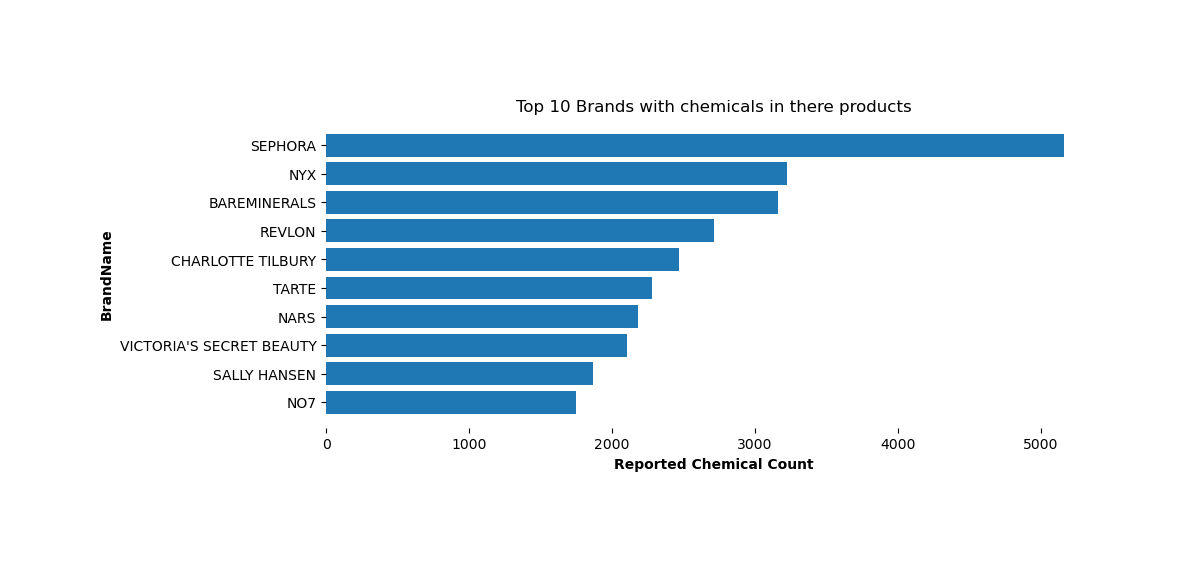 Top 10 Brands with chemicals in there products
SEPHORA
NYX
BAREMINERALS
REVLON
CHARLOTTE TILBURY
TARTE
NARS
VICTORIA'S SECRET BEAUTY
SALLY HANSEN
NO7
BrandName
0 1000 2000 3000 4000 5000
Reported Chemical Count